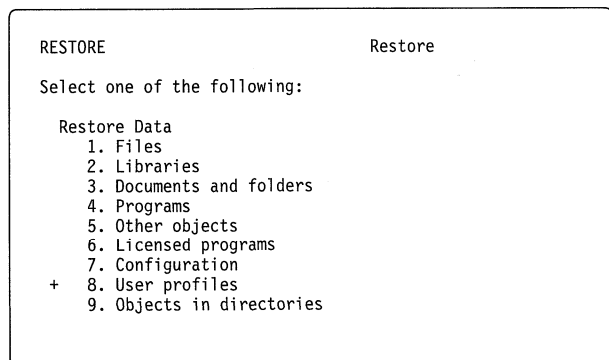 RESTORE Restore
Select one of the following:
Restore Data
1. Files
2. Libraries
3. Documents and folders
4. Programs
5. Other objects
6. Licensed programs
7. Configuration
+ 8. User profiles
9. Objects in directories